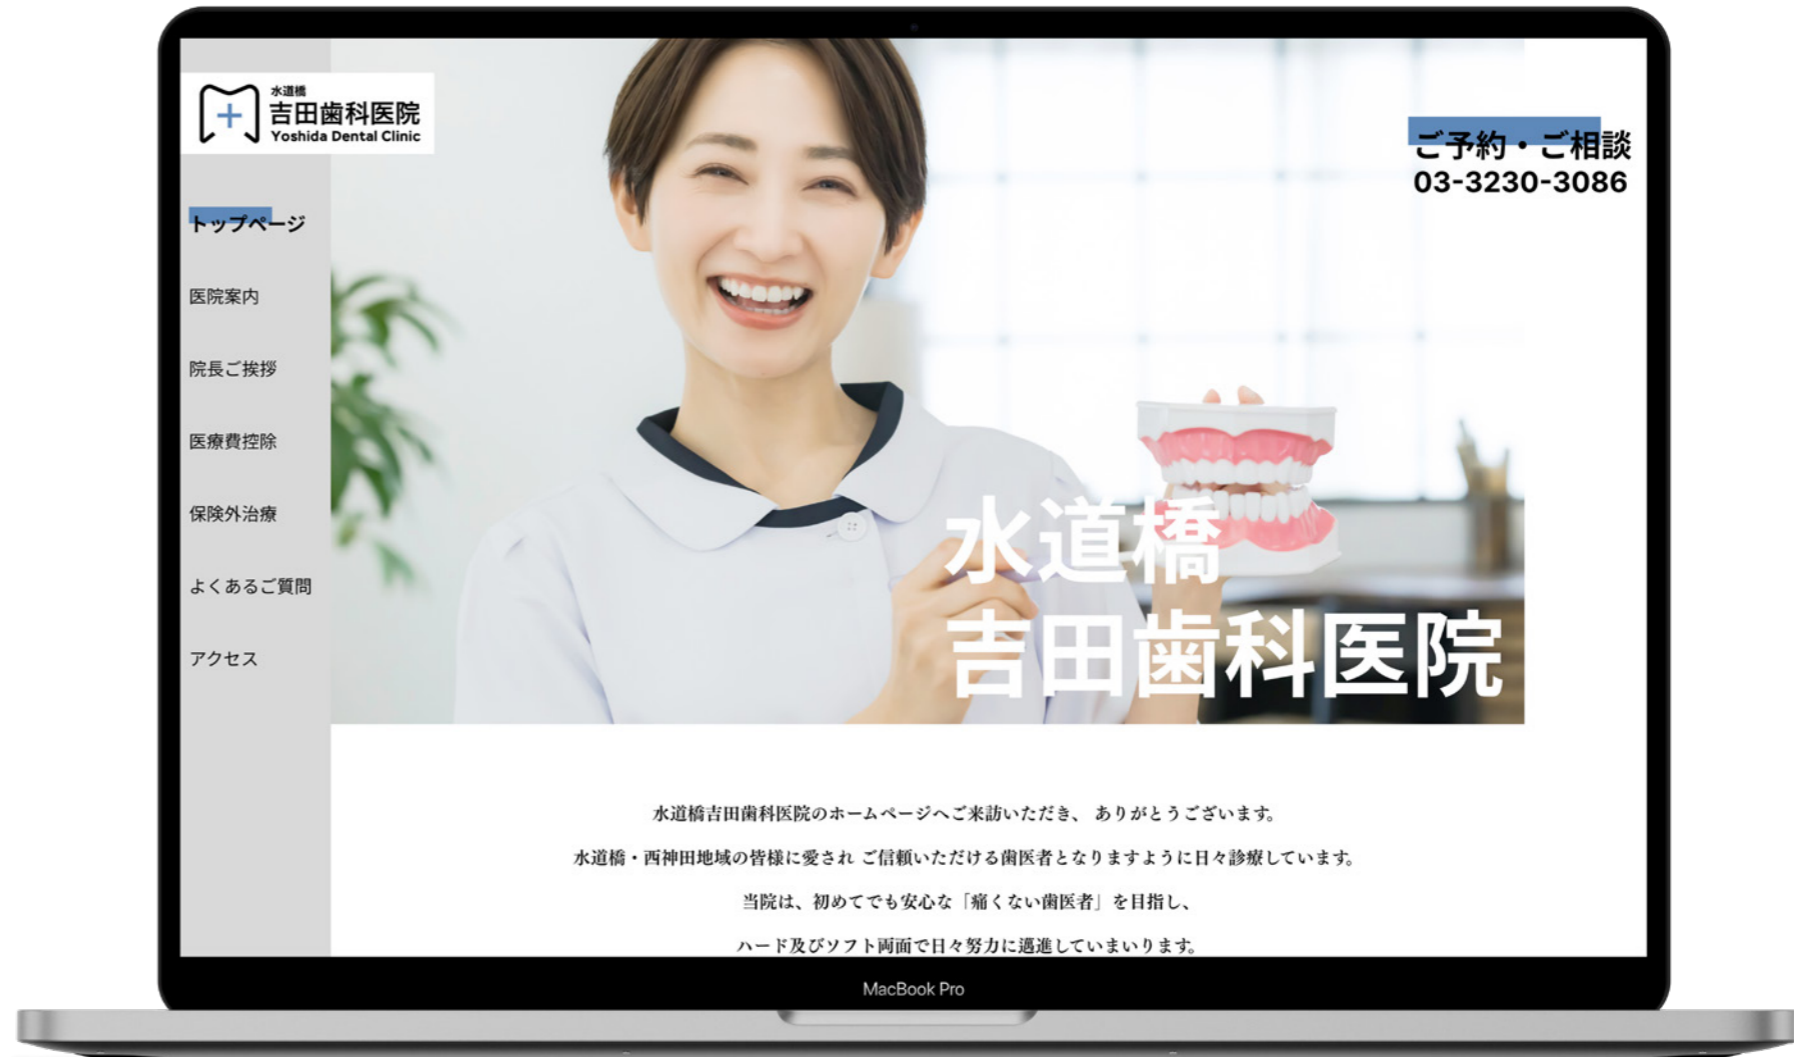 水道橋
吉田歯科医院
Yoshida Dental Clinic
ご予約・ご相談
03-3230-3086
トップページ
医院案内
院長ご挨拶
医療費控除
保険外治療
よくあるご質問
アクセス
水道橋
吉田歯科医院
水道橋吉田歯科医院のホームページへご来訪いただき、 ありがとうございます。
水道橋・西神田地域の皆様に愛され ご信頼いただける歯医者となりますように日々診療しています。
当院は、初めてでも安心な「痛くない歯医者」を目指し、
ハード及びソフト両面で日々努力に邁進していまいります。
MacBook Pro